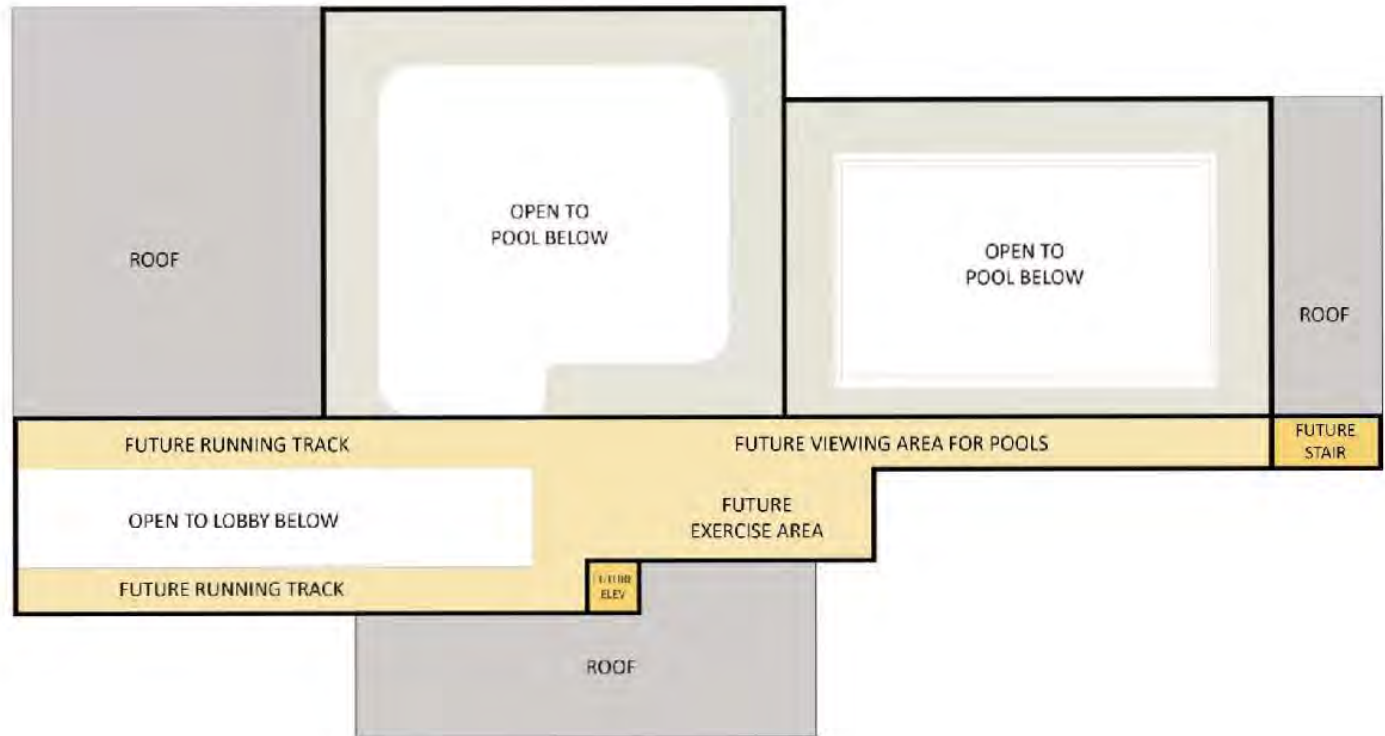 OPEN TO
POOL BELOW
ROOF
OPEN TO
POOL BELOW
ROOF
FUTURE RUNNING TRACK
FUTURE VIEWING AREA FOR POOLS
FUTURE
STAIR
OPEN TO LOBBY BELOW
FUTURE
EXERCISE AREA
FUTURE RUNNING TRACK
FUTURE
ELEV
ROOF